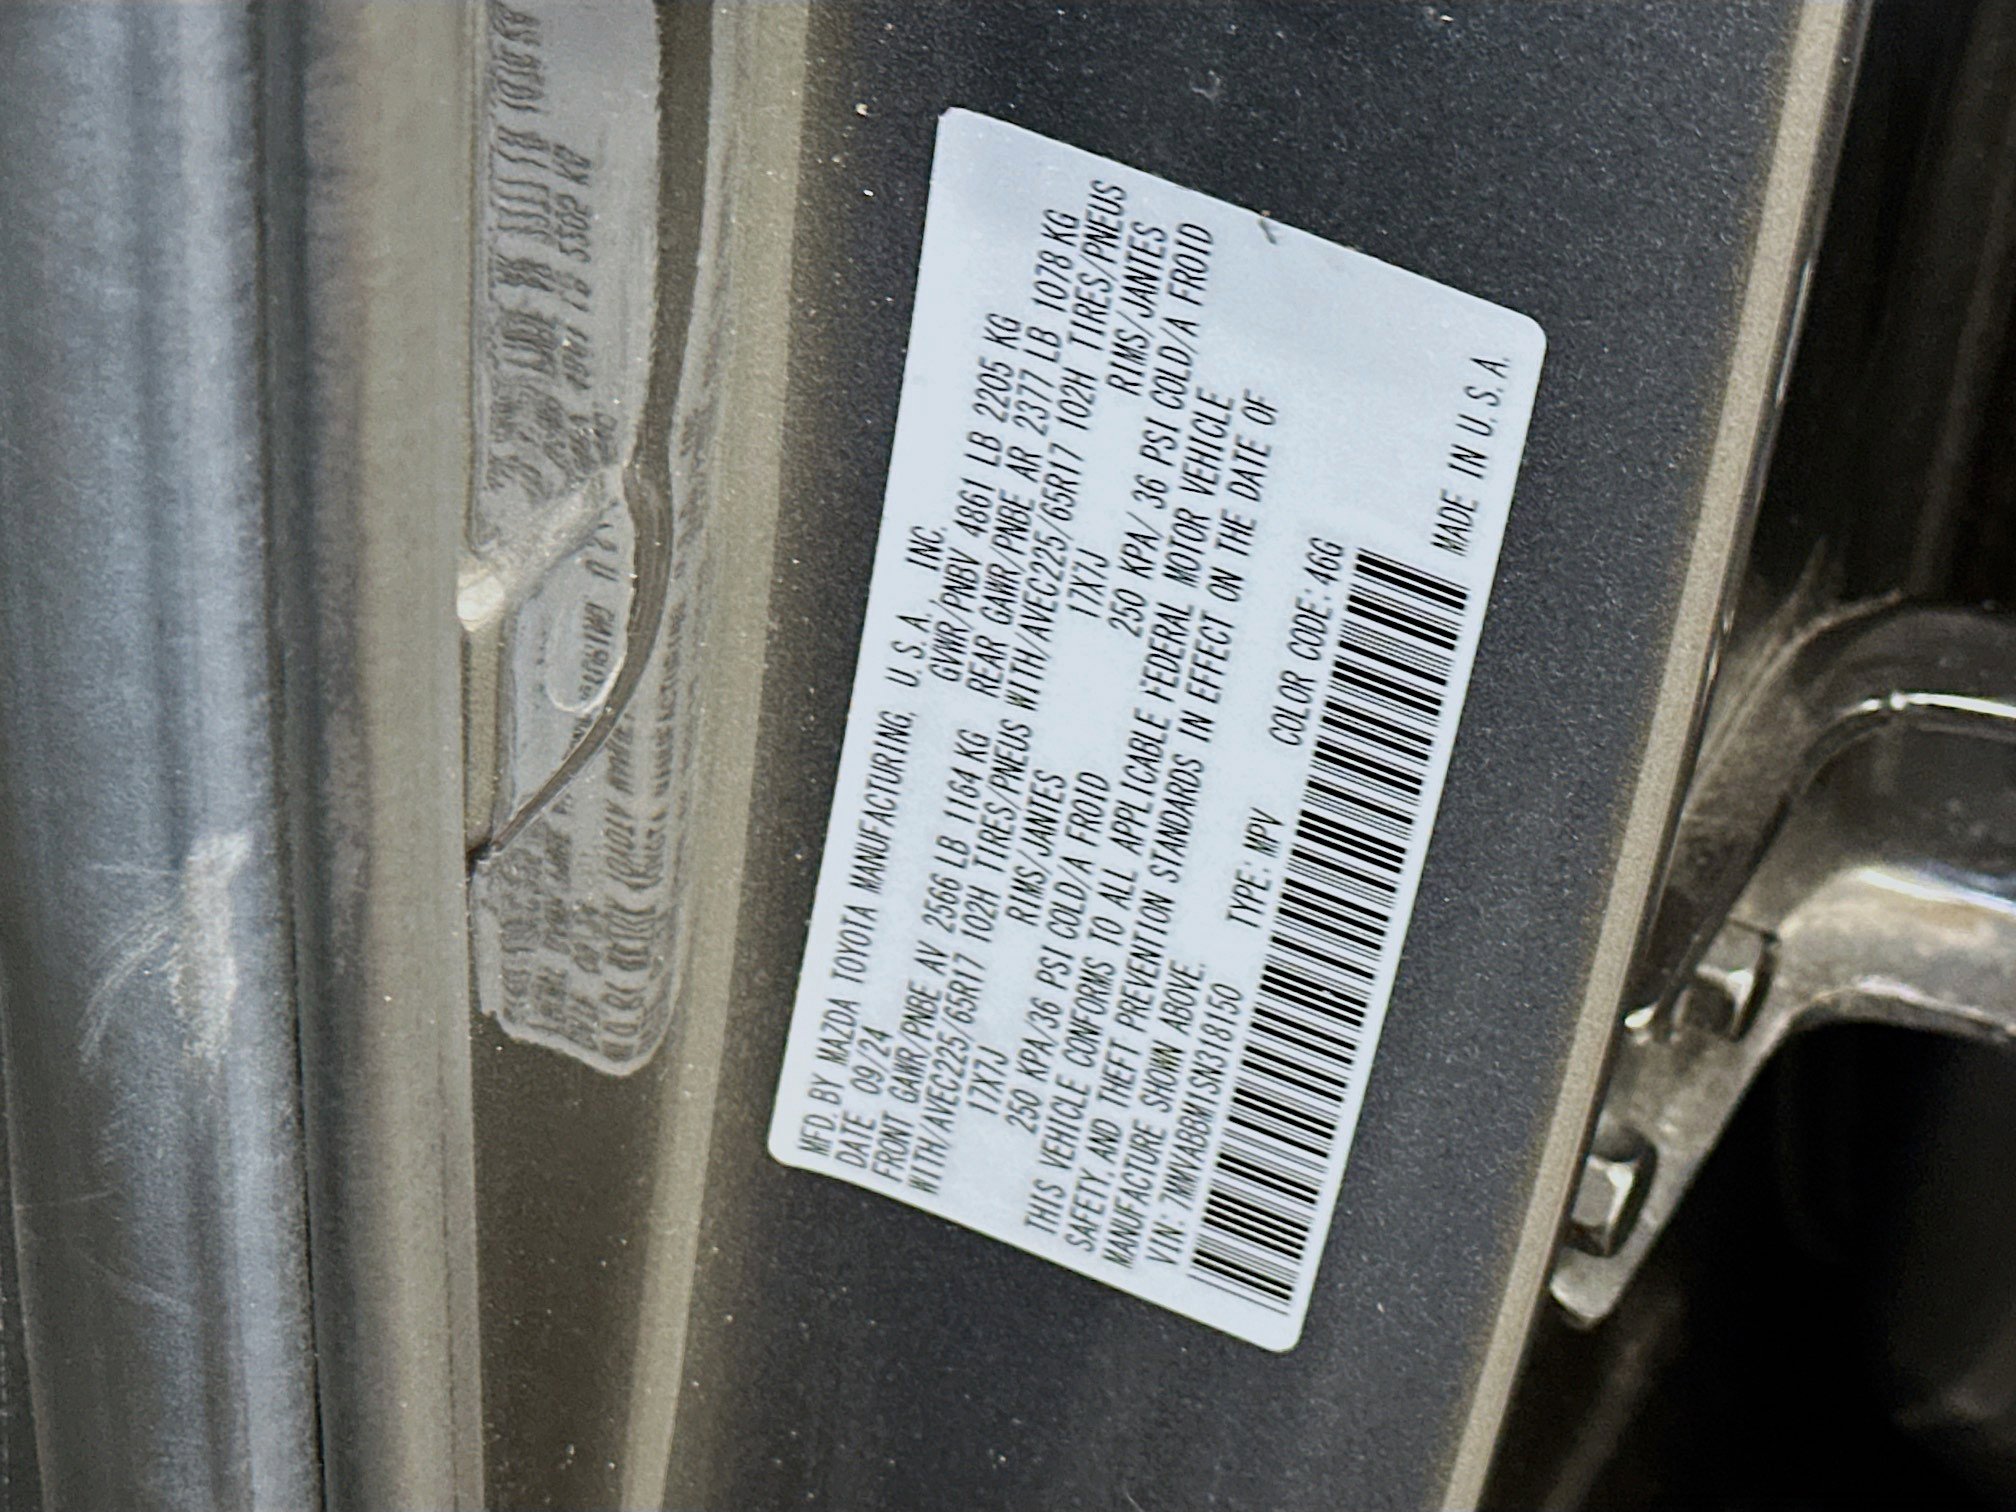 MFD. BY MAZDA TOYOTA MANUFACTURING, U.S.A., INC.
DATE 09/24 GVWR/PNBV 4861 LB 2205 KG
FRONT GAWR/PNBE AV 2566 LB 1164 KG REAR GAWR/PNBE AR 2377 LB 1078 KG
WITH/AVEC225/65R17 102H TIRES/PNEUS WITH/AVEC225/65R17 102H TIRES/PNEUS
17X7J RIMS/JANTES 17X7J RIMS/JANTES
250 KPA/36 PSI COLD/A FROID 250 KPA/ 36 PSI COLD/A FROID
THIS VEHICLE CONFORMS TO ALL APPLICABLE FEDERAL MOTOR VEHICLE
SAFETY, AND THEFT PREVENTION STANDARDS IN EFFECT ON THE DATE OF
MANUFACTURE SHOWN ABOVE.
VIN: 7MMVABBM1SN318150 TYPE: MPV COLOR CODE: 46G
MADE IN U.S.A.